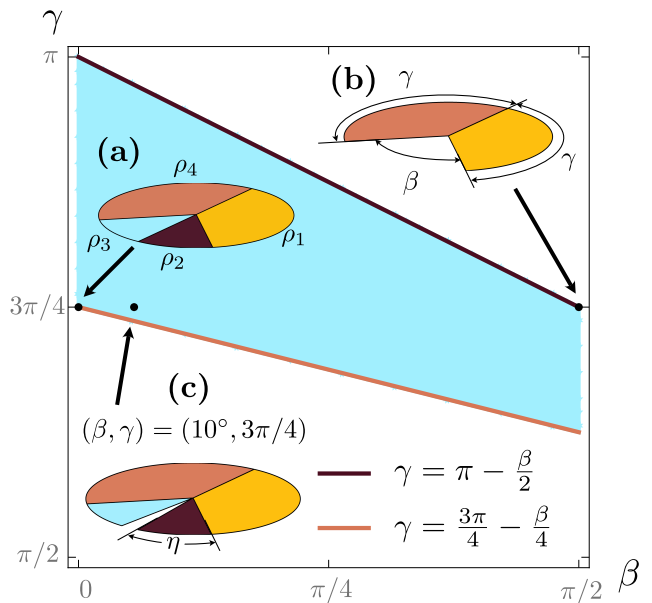 γ
π
(b)
γ
(a)
ρ₄
β
γ
ρ₃
ρ₂
ρ₁
3π/4
(c)
(β, γ) = (10°, 3π/4)
γ = π − β/2
η
γ = 3π/4 − β/4
π/2
β
0
π/4
π/2